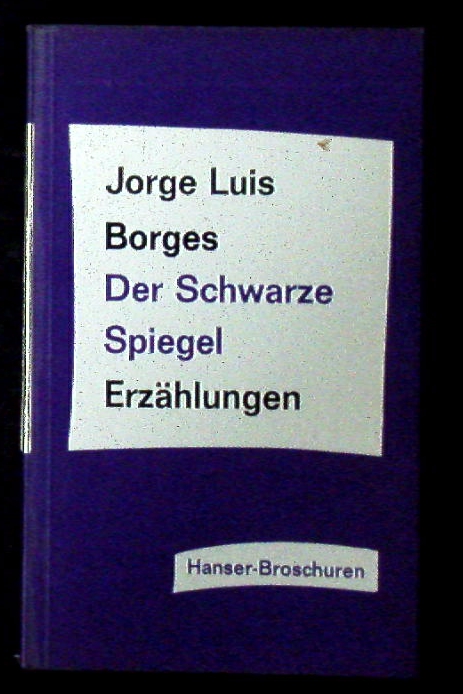 Jorge Luis
Borges
Der Schwarze
Spiegel
Erzählungen
Hanser-Broschuren